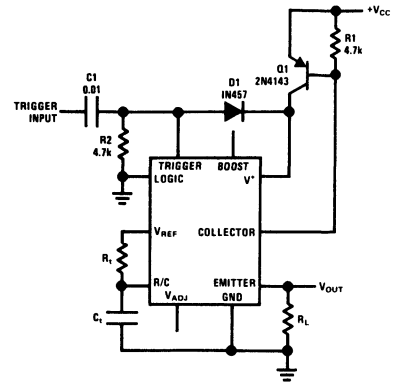 +VCC
R1
4.7k
Q1
2N4143
C1
0.01
D1
IN457
TRIGGER
INPUT
R2
4.7k
TRIGGER
BOOST
LOGIC
V+
VREF
COLLECTOR
Rt
R/C
EMITTER
VOUT
VADJ
GND
Ct
RL